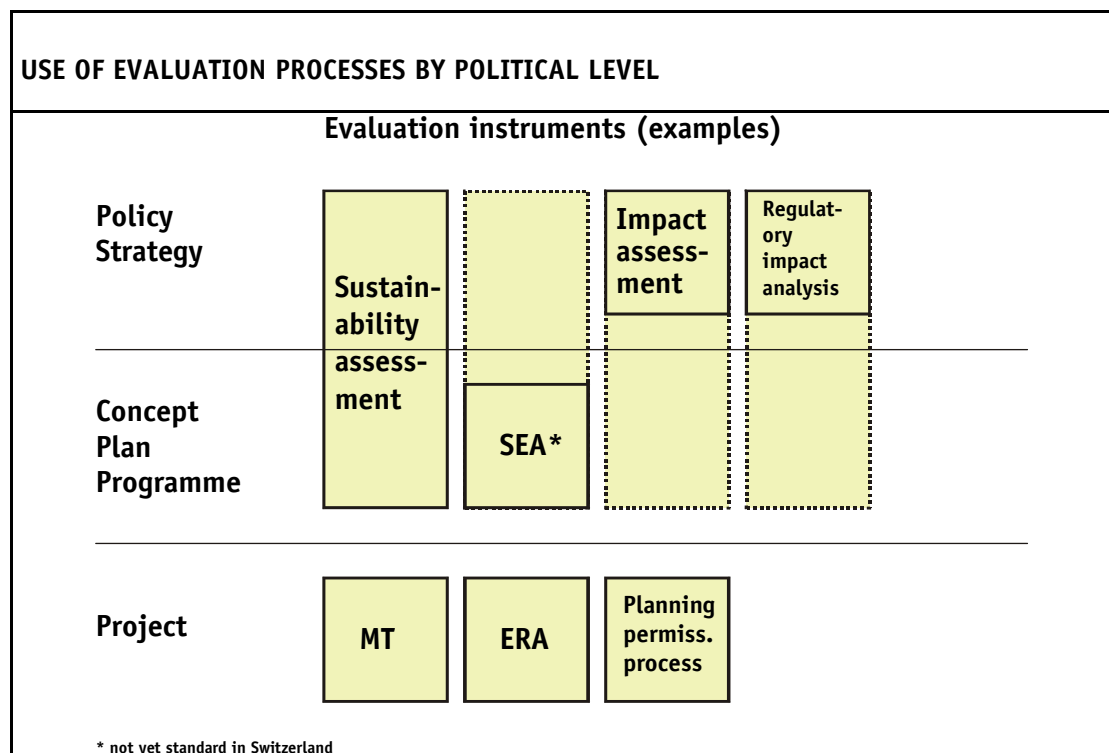 USE OF EVALUATION PROCESSES BY POLITICAL LEVEL
Evaluation instruments (examples)
Policy
Strategy
Sustain-
ability
assess-
ment
Impact
assess-
ment
Regulat-
ory
impact
analysis
Concept
Plan
Programme
SEA*
Project
MT
ERA
Planning
permiss.
process
* not yet standard in Switzerland